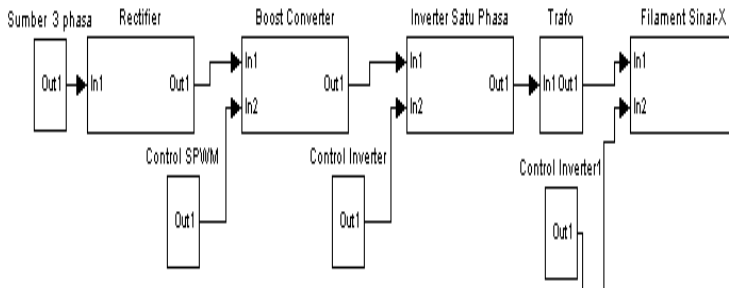 Sumber 3 phasa
Rectifier
Boost Converter
Inverter Satu Phasa
Trafo
Filament Sinar-X
Out1
In1
Out1
In1
In2
Out1
In1
In2
Out1
In1 Out1
In1
In2
Control SPWM
Control Inverter
Control Inverter1
Out1
Out1
Out1